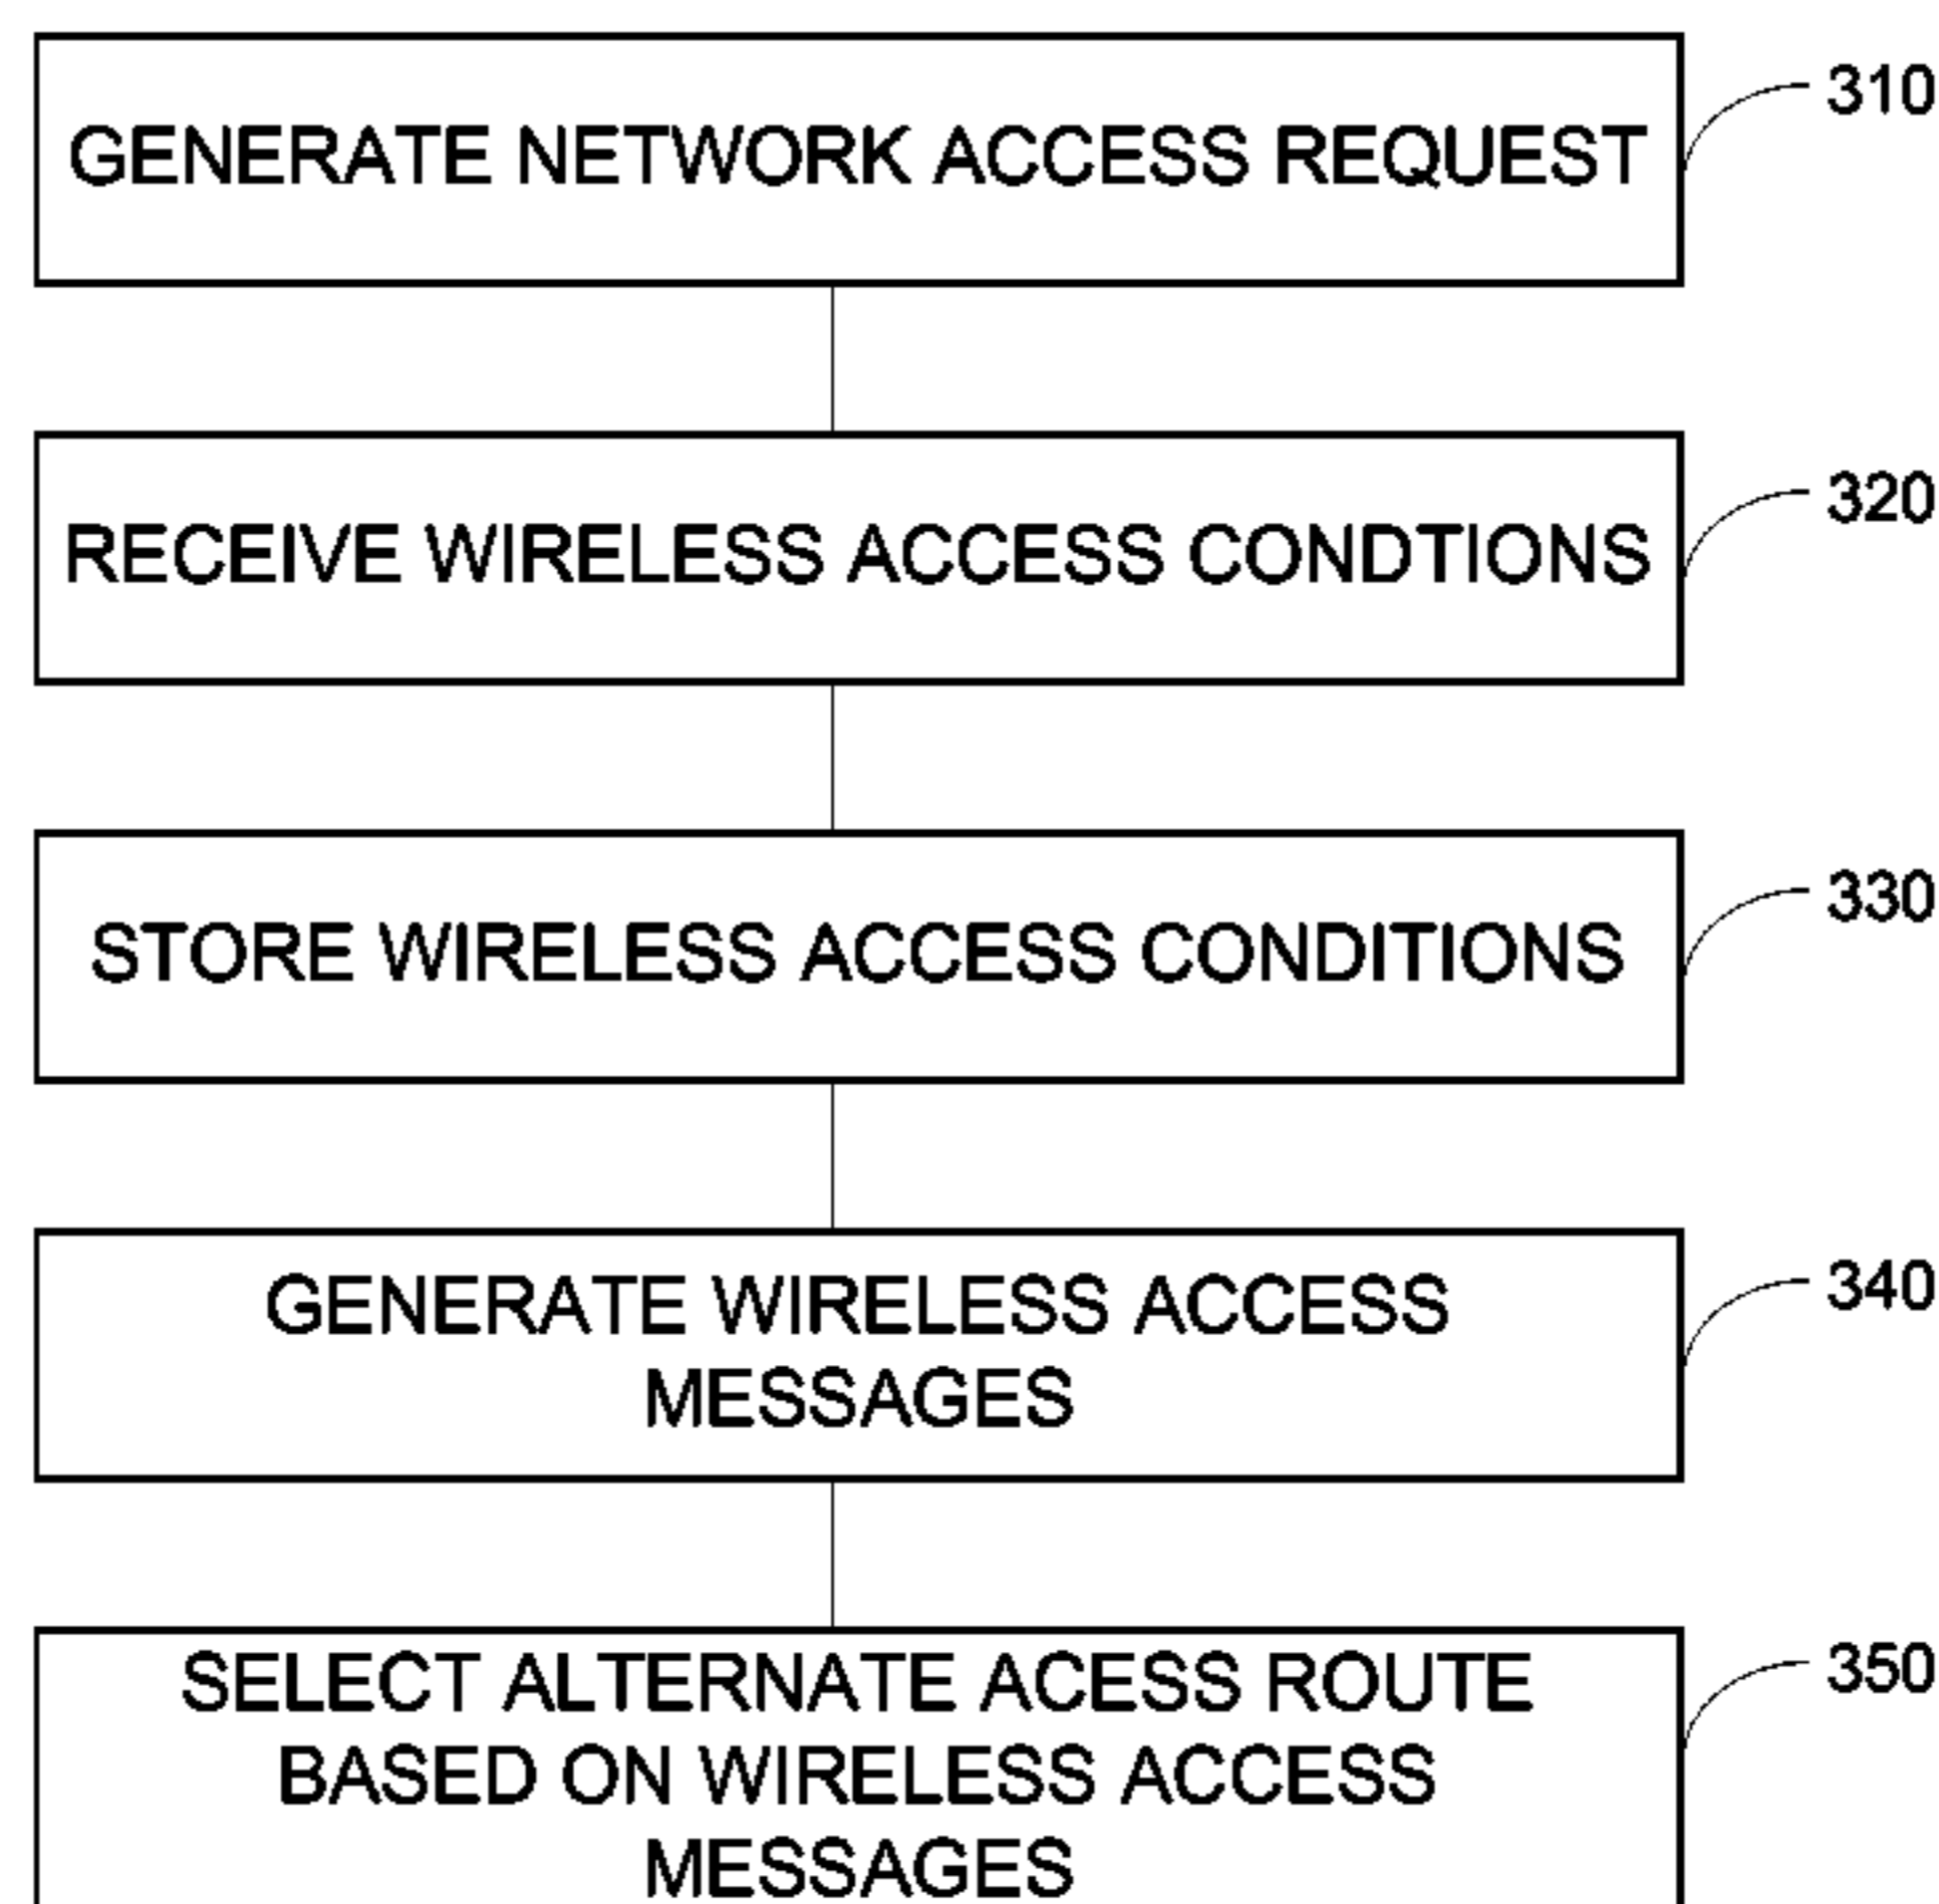 GENERATE NETWORK ACCESS REQUEST
310
RECEIVE WIRELESS ACCESS CONDTIONS
320
STORE WIRELESS ACCESS CONDITIONS
330
GENERATE WIRELESS ACCESS
MESSAGES
340
SELECT ALTERNATE ACESS ROUTE
BASED ON WIRELESS ACCESS
MESSAGES
350